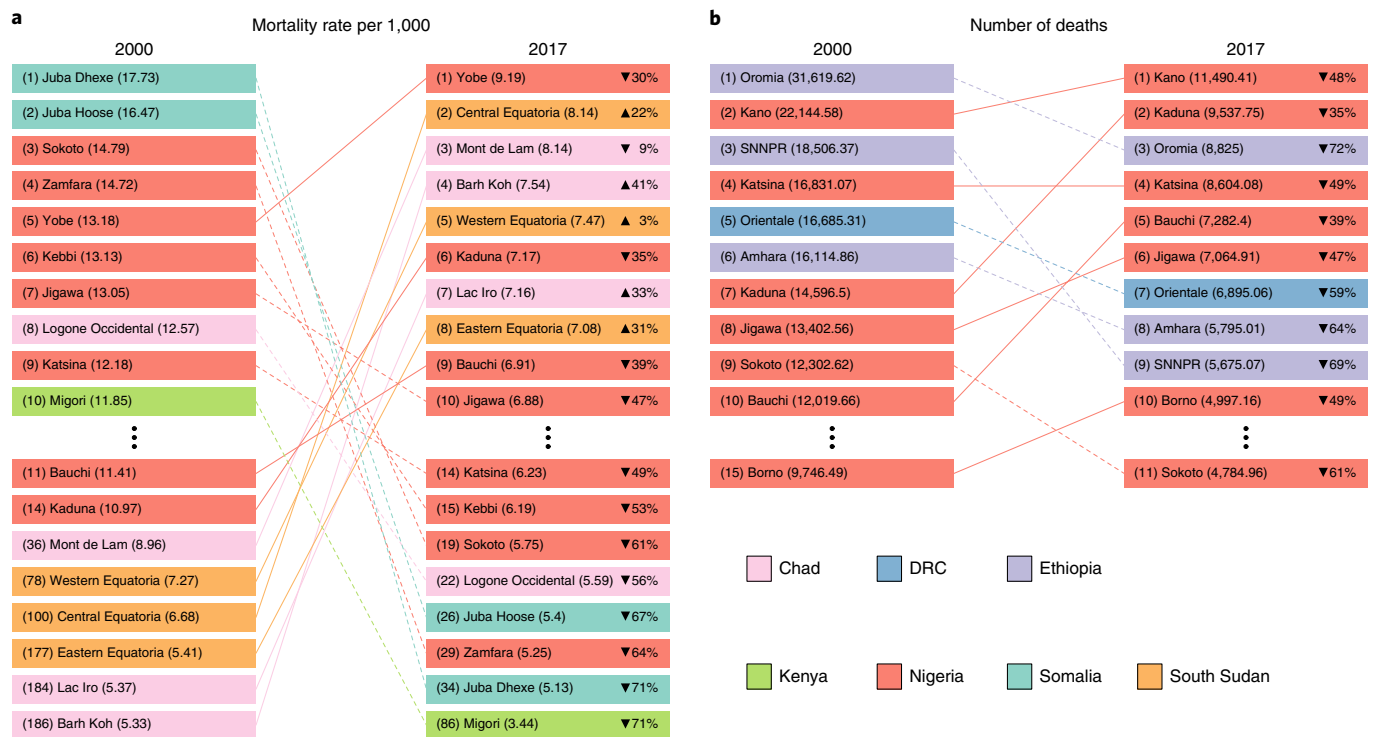 a
Mortality rate per 1,000
2000
2017
(1) Juba Dhexe (17.73)
(2) Juba Hoose (16.47)
(3) Sokoto (14.79)
(4) Zamfara (14.72)
(5) Yobe (13.18)
(6) Kebbi (13.13)
(7) Jigawa (13.05)
(8) Logone Occidental (12.57)
(9) Katsina (12.18)
(10) Migori (11.85)
(11) Bauchi (11.41)
(14) Kaduna (10.97)
(36) Mont de Lam (8.96)
(78) Western Equatoria (7.27)
(100) Central Equatoria (6.68)
(177) Eastern Equatoria (5.41)
(184) Lac Iro (5.37)
(186) Barh Koh (5.33)
(1) Yobe (9.19) ▼30%
(2) Central Equatoria (8.14) ▲22%
(3) Mont de Lam (8.14) ▼ 9%
(4) Barh Koh (7.54) ▲41%
(5) Western Equatoria (7.47) ▲ 3%
(6) Kaduna (7.17) ▼35%
(7) Lac Iro (7.16) ▲33%
(8) Eastern Equatoria (7.08) ▲31%
(9) Bauchi (6.91) ▼39%
(10) Jigawa (6.88) ▼47%
(14) Katsina (6.23) ▼49%
(15) Kebbi (6.19) ▼53%
(19) Sokoto (5.75) ▼61%
(22) Logone Occidental (5.59) ▼56%
(26) Juba Hoose (5.4) ▼67%
(29) Zamfara (5.25) ▼64%
(34) Juba Dhexe (5.13) ▼71%
(86) Migori (3.44) ▼71%
b
Number of deaths
2000
2017
(1) Oromia (31,619.62)
(2) Kano (22,144.58)
(3) SNNPR (18,506.37)
(4) Katsina (16,831.07)
(5) Orientale (16,685.31)
(6) Amhara (16,114.86)
(7) Kaduna (14,596.5)
(8) Jigawa (13,402.56)
(9) Sokoto (12,302.62)
(10) Bauchi (12,019.66)
(15) Borno (9,746.49)
(1) Kano (11,490.41) ▼48%
(2) Kaduna (9,537.75) ▼35%
(3) Oromia (8,825) ▼72%
(4) Katsina (8,604.08) ▼49%
(5) Bauchi (7,282.4) ▼39%
(6) Jigawa (7,064.91) ▼47%
(7) Orientale (6,895.06) ▼59%
(8) Amhara (5,795.01) ▼64%
(9) SNNPR (5,675.07) ▼69%
(10) Borno (4,997.16) ▼49%
(11) Sokoto (4,784.96) ▼61%
Chad
DRC
Ethiopia
Kenya
Nigeria
Somalia
South Sudan